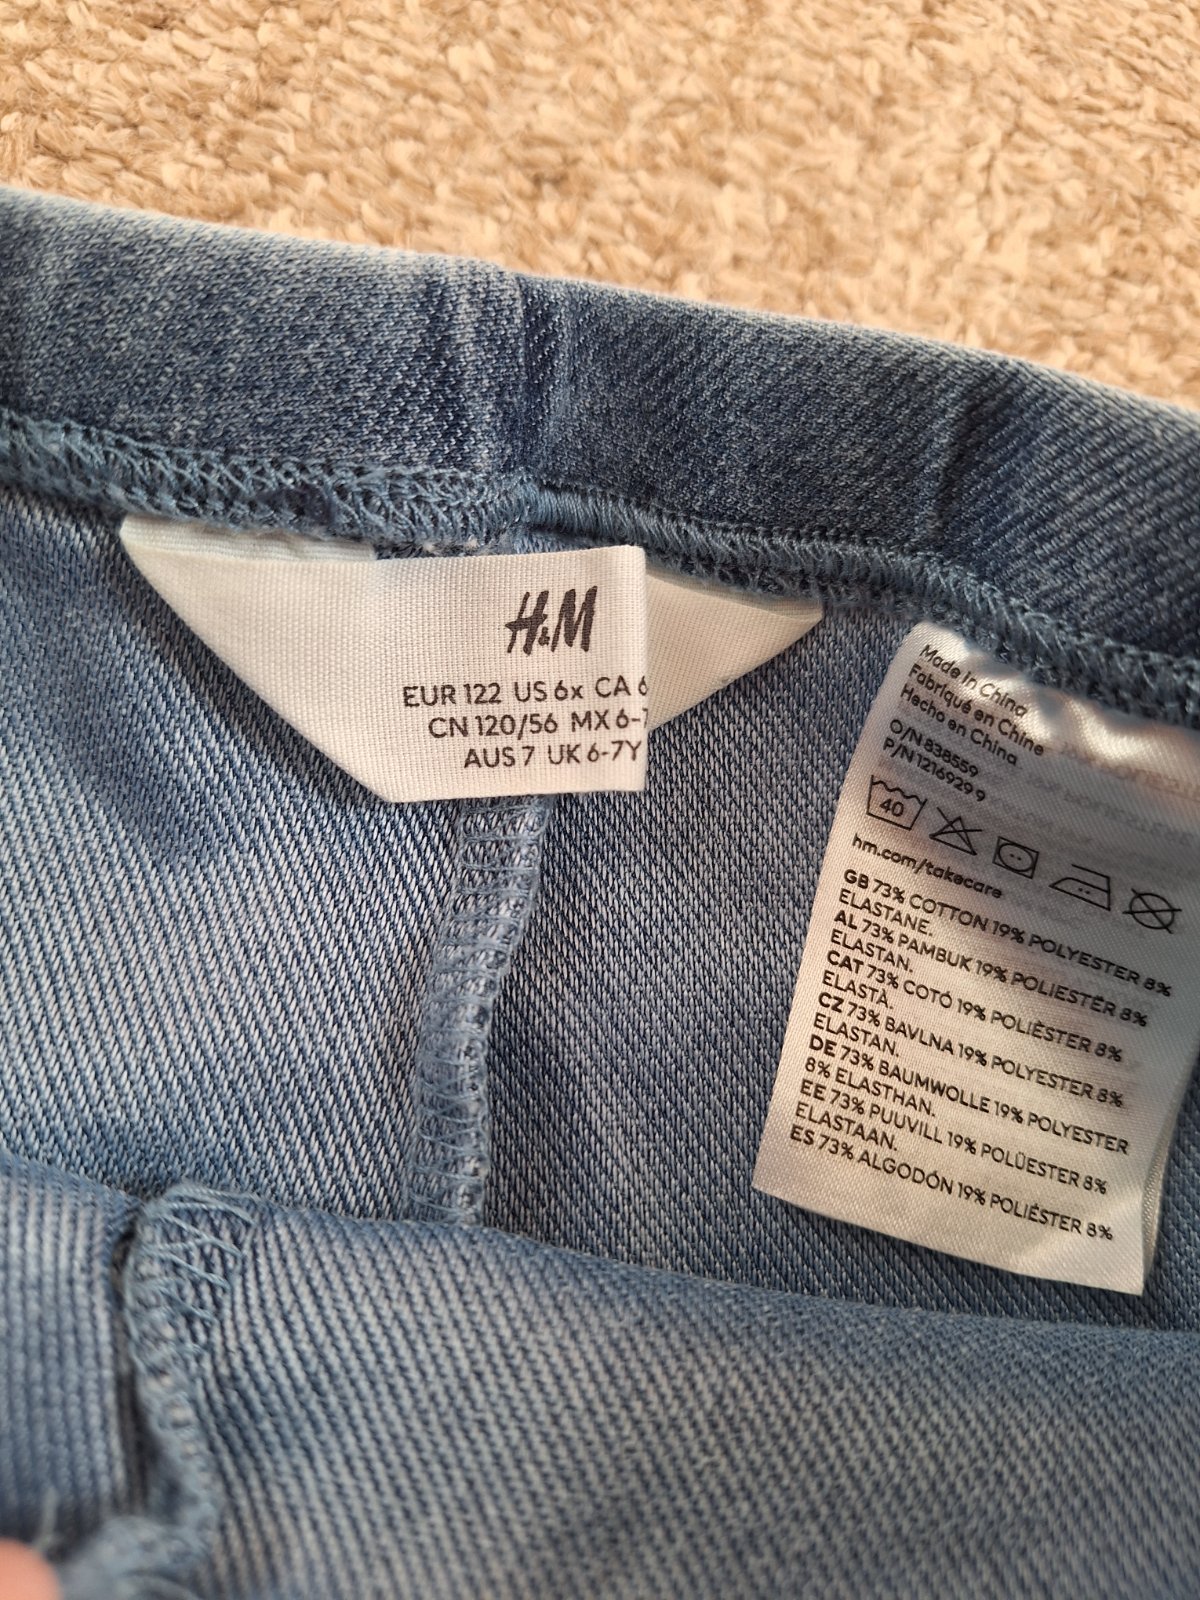 H&M
EUR 122 US 6x CA 6
CN 120/56 MX 6-7
AUS 7 UK 6-7Y
Made in China
Fabriqué en Chine
Hecho en China
O/N 838559
P/N 1216929 9
40
hm.com/takecare
GB 73% COTTON 19% POLYESTER 8%
ELASTANE.
AL 73% PAMBUK 19% POLIESTËR 8%
ELASTAN.
CAT 73% COTÓ 19% POLIÈSTER 8%
ELASTÀ.
CZ 73% BAVLNA 19% POLYESTER 8%
ELASTAN.
DE 73% BAUMWOLLE 19% POLYESTER
8% ELASTHAN.
EE 73% PUUVILL 19% POLÜESTER 8%
ELASTAAN.
ES 73% ALGODÓN 19% POLIÉSTER 8%